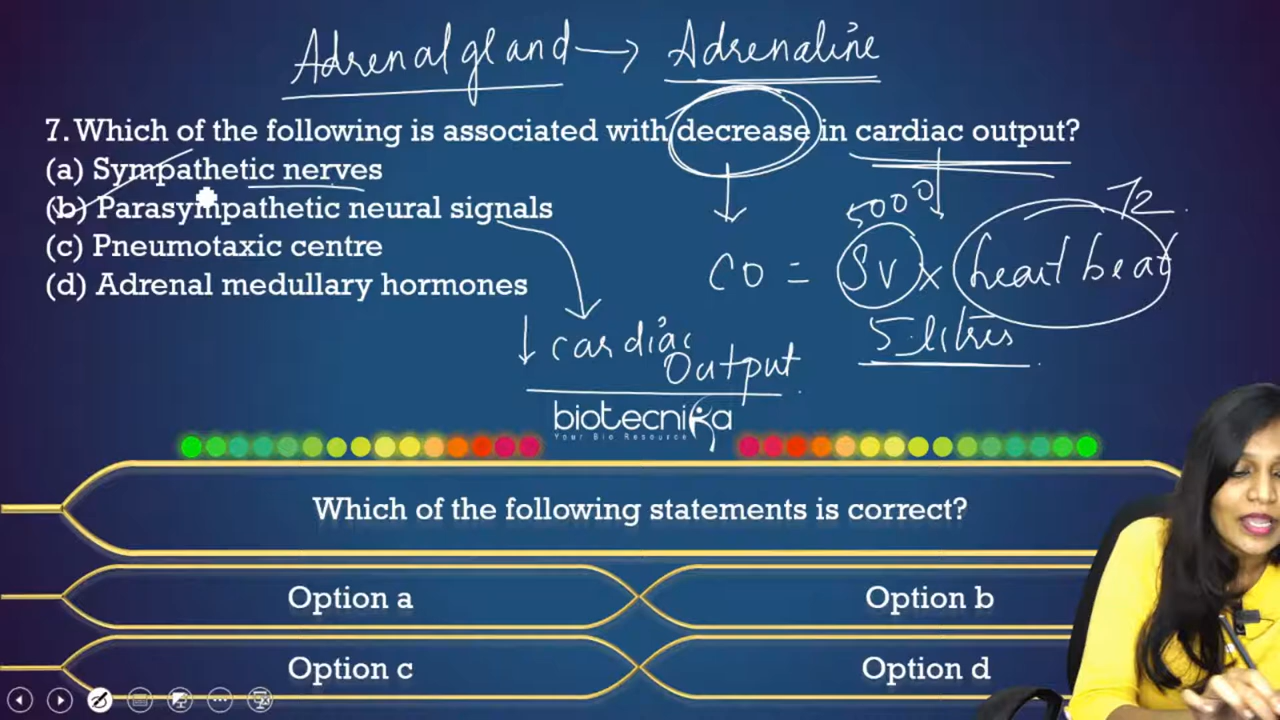 Adrenal gland → Adrenaline
7. Which of the following is associated with decrease in cardiac output?
(a) Sympathetic nerves
(b) Parasympathetic neural signals
(c) Pneumotaxic centre
(d) Adrenal medullary hormones
5000
72
CO = SV x heart beat
5 litres
↓ cardiac
Output
biotecnika
Your Bio Resource
Which of the following statements is correct?
Option a
Option b
Option c
Option d